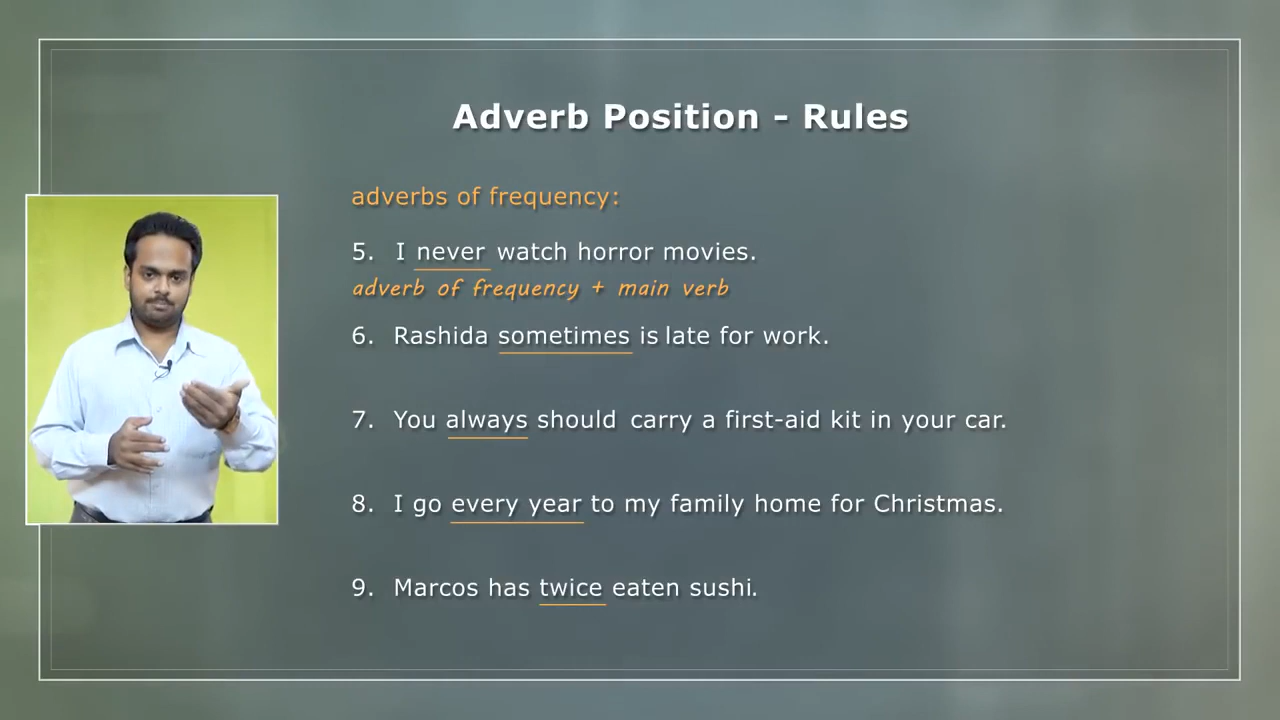 Adverb Position - Rules
adverbs of frequency:
5. I never watch horror movies.
adverb of frequency + main verb
6. Rashida sometimes is late for work.
7. You always should carry a first-aid kit in your car.
8. I go every year to my family home for Christmas.
9. Marcos has twice eaten sushi.